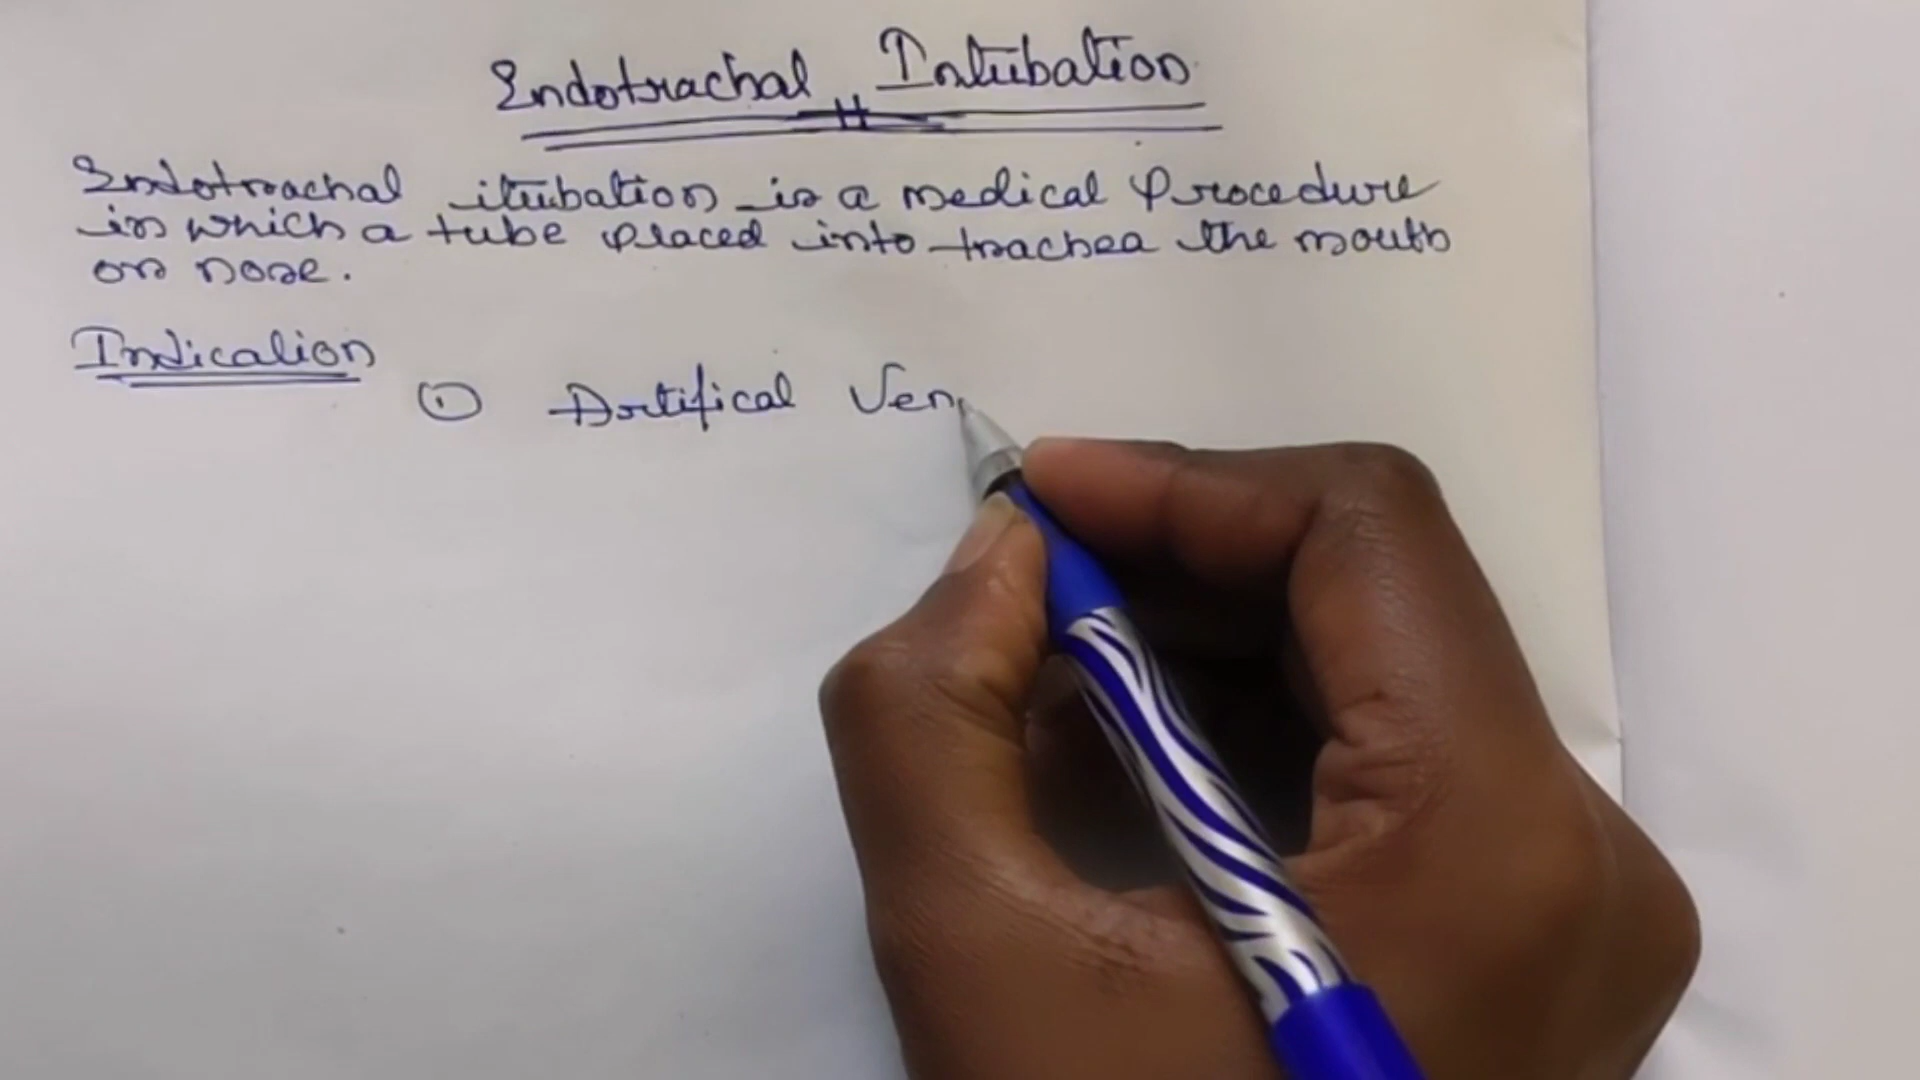 Endotrachal Intubation
Endotrachal itubation is a medical procedure
in which a tube placed into trachea the mouth
or nose.
Indication
① Artifical Ven